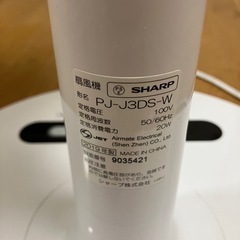 扇風機 SHARP
形名 PJ-J3DS-W
定格電圧 100V
定格周波数 50/60Hz
定格消費電力 20W
JET Airmate Electrical
(Shen Zhen) CO., Ltd
MADE IN CHINA
9035421
シャープ株式会社